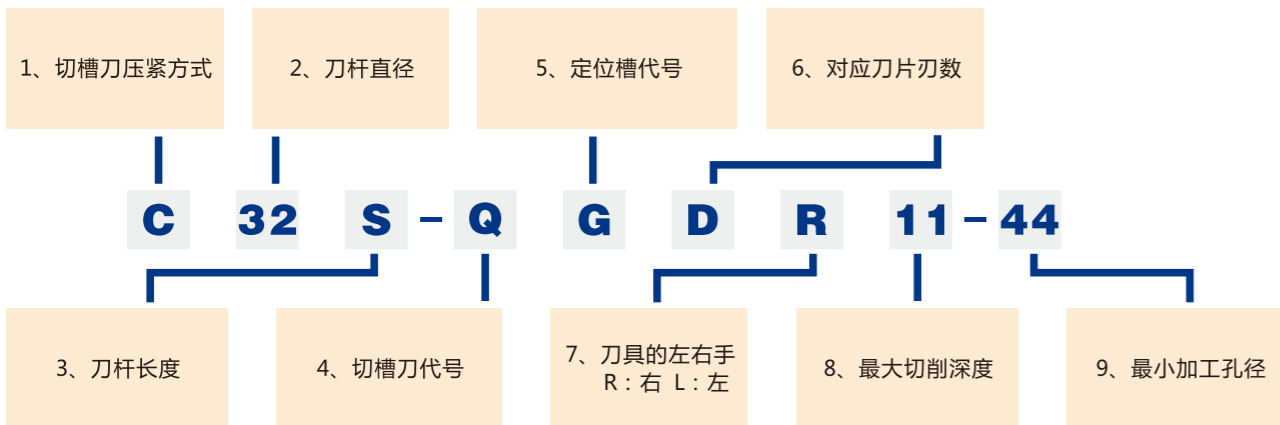 1、切槽刀压紧方式
2、刀杆直径
5、定位槽代号
6、对应刀片刃数
C 32 S - Q G D R 11 - 44
3、刀杆长度
4、切槽刀代号
7、刀具的左右手
R：右 L：左
8、最大切削深度
9、最小加工孔径